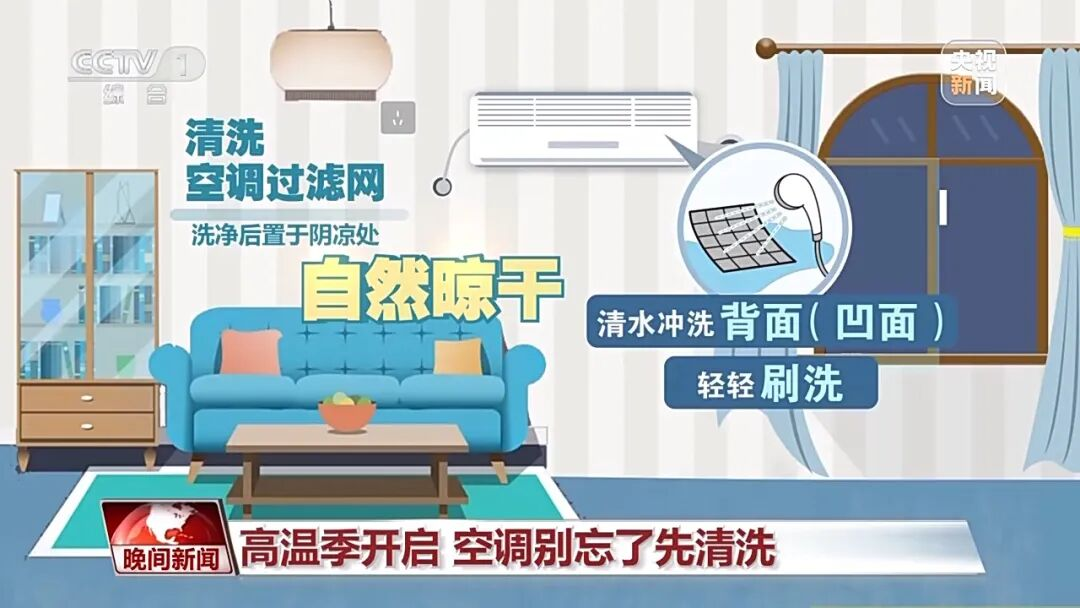 CCTV 1
综合
央视
新闻
清洗
空调过滤网
洗净后置于阴凉处
自然晾干
清水冲洗 背面（凹面）
轻轻 刷洗
晚间新闻
高温季开启 空调别忘了先清洗